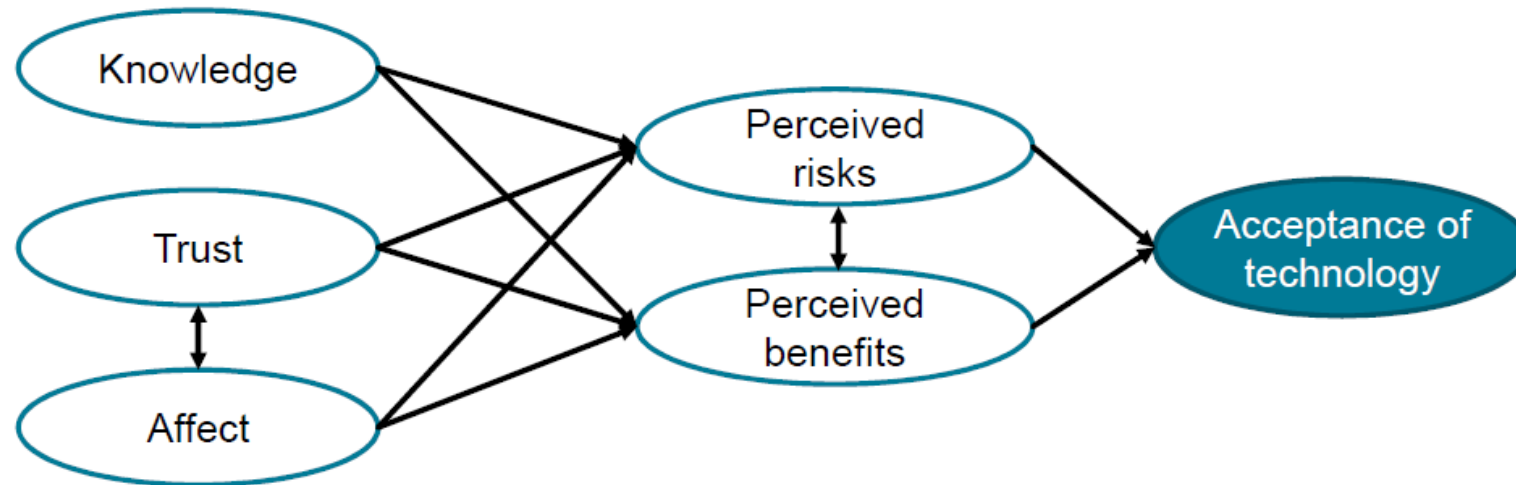 Knowledge
Trust
Affect
Perceived
risks
Perceived
benefits
Acceptance of
technology